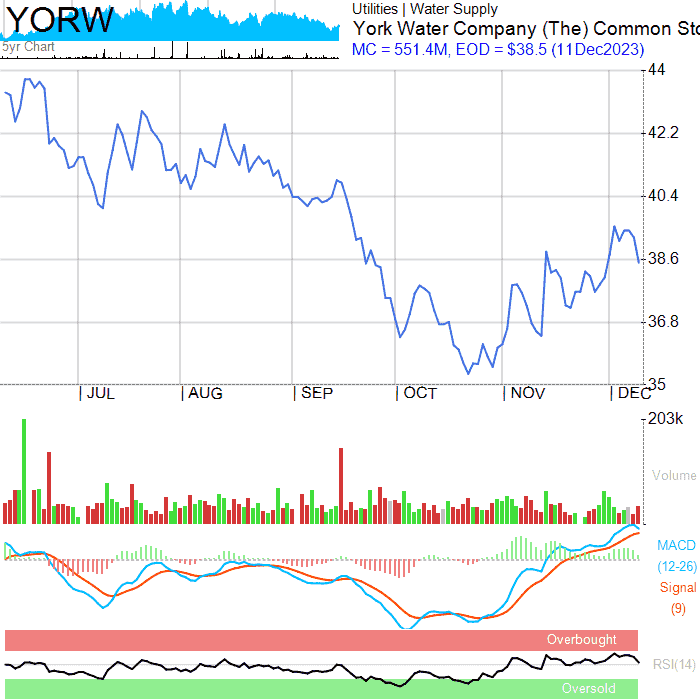 YORW
5yr Chart
Utilities | Water Supply
York Water Company (The) Common Sto
MC = 551.4M, EOD = $38.5 (11Dec2023)
44
42.2
40.4
38.6
36.8
35
JUL
AUG
SEP
OCT
NOV
DEC
203k
Volume
MACD
(12-26)
Signal
(9)
Overbought
RSI(14)
Oversold